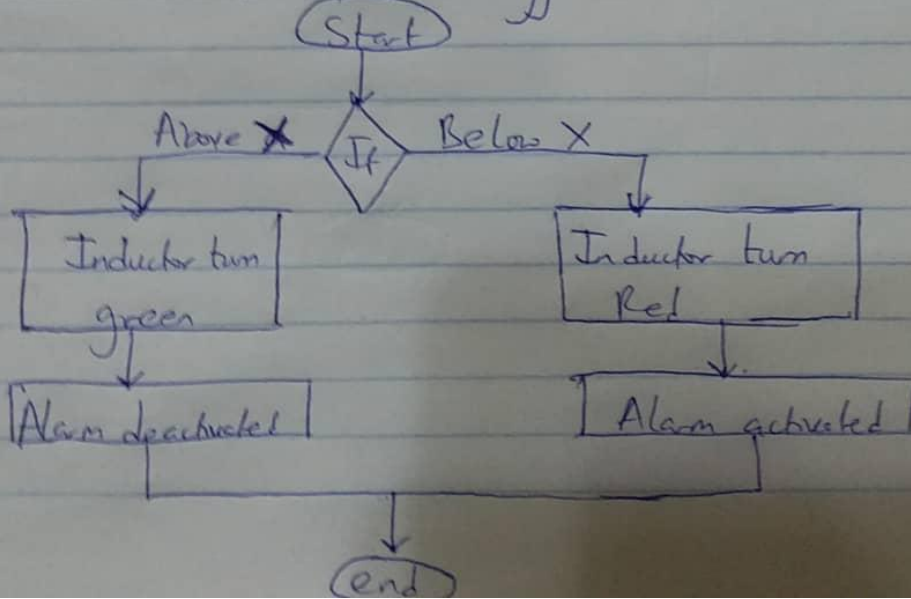 Start
Above X
If
Below X
Inductor turn
green
Inductor turn
Red
Alarm deactivated
Alarm activated
end